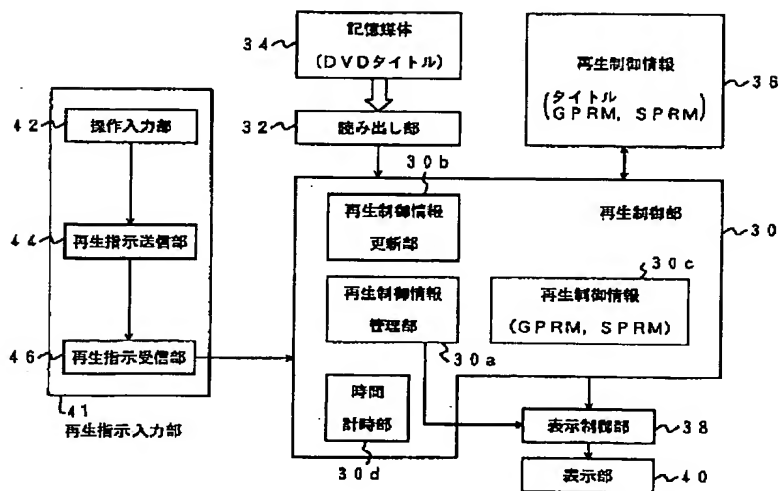 34
記憶媒体
(DVDタイトル)
再生制御情報
(タイトル
GPRM, SPRM)
36
42
操作入力部
32
読み出し部
30b
再生制御情報
更新部
再生制御部
30
44
再生指示送信部
30c
再生制御情報
管理部
再生制御情報
(GPRM, SPRM)
46
再生指示受信部
30a
41
再生指示入力部
時間
計時部
30d
表示制御部
38
表示部
40